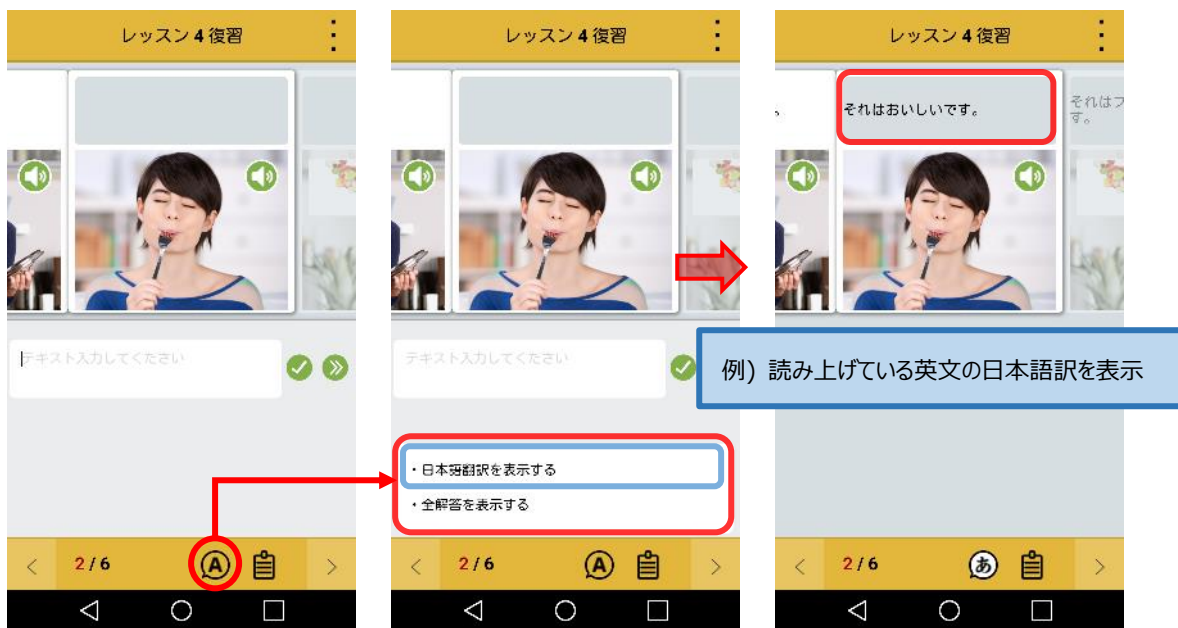 レッスン 4 復習
テキスト入力してください
2 / 6
A
レッスン 4 復習
テキスト入力してください
・日本語翻訳を表示する
・全解答を表示する
2 / 6
A
レッスン 4 復習
。
それはおいしいです。
それはフ
す。
例) 読み上げている英文の日本語訳を表示
2 / 6
あ